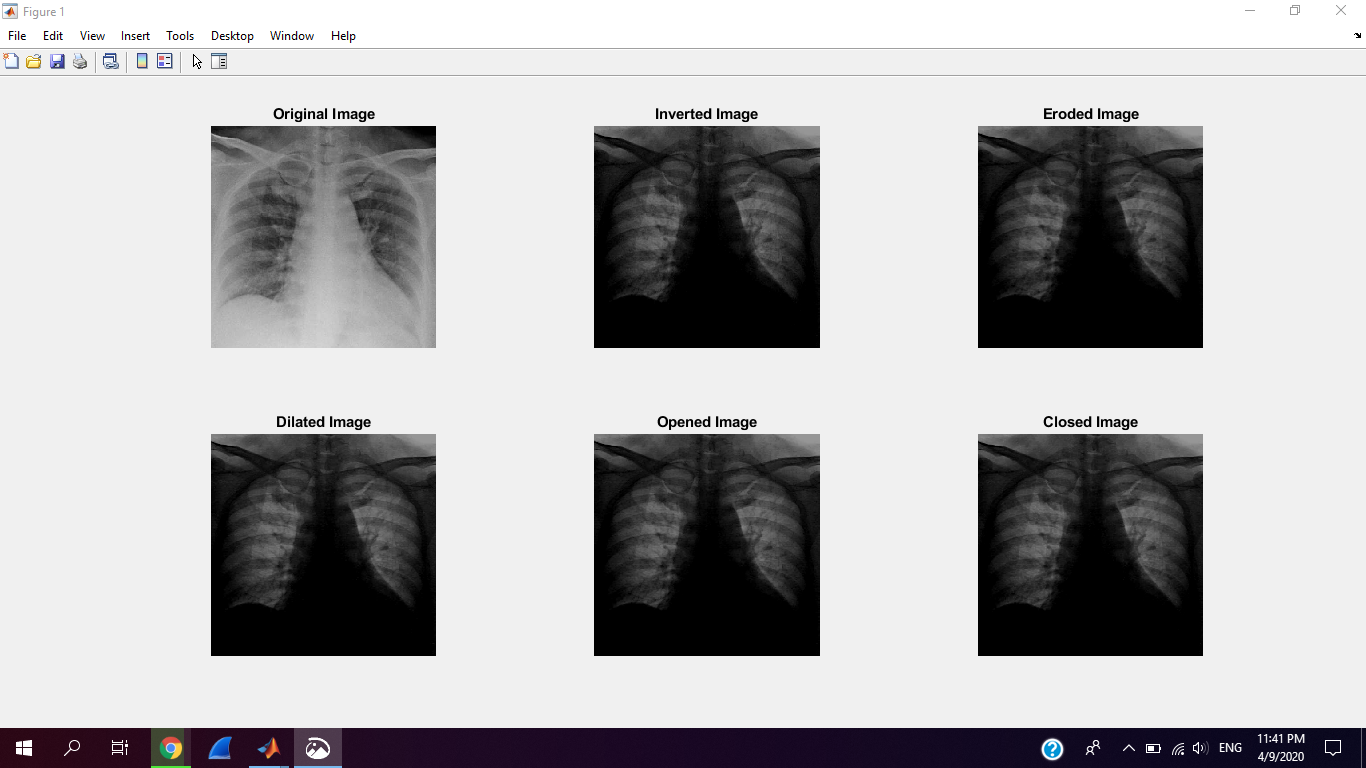 Figure 1
File Edit View Insert Tools Desktop Window Help
Original Image
Inverted Image
Eroded Image
Dilated Image
Opened Image
Closed Image
ENG
11:41 PM
4/9/2020